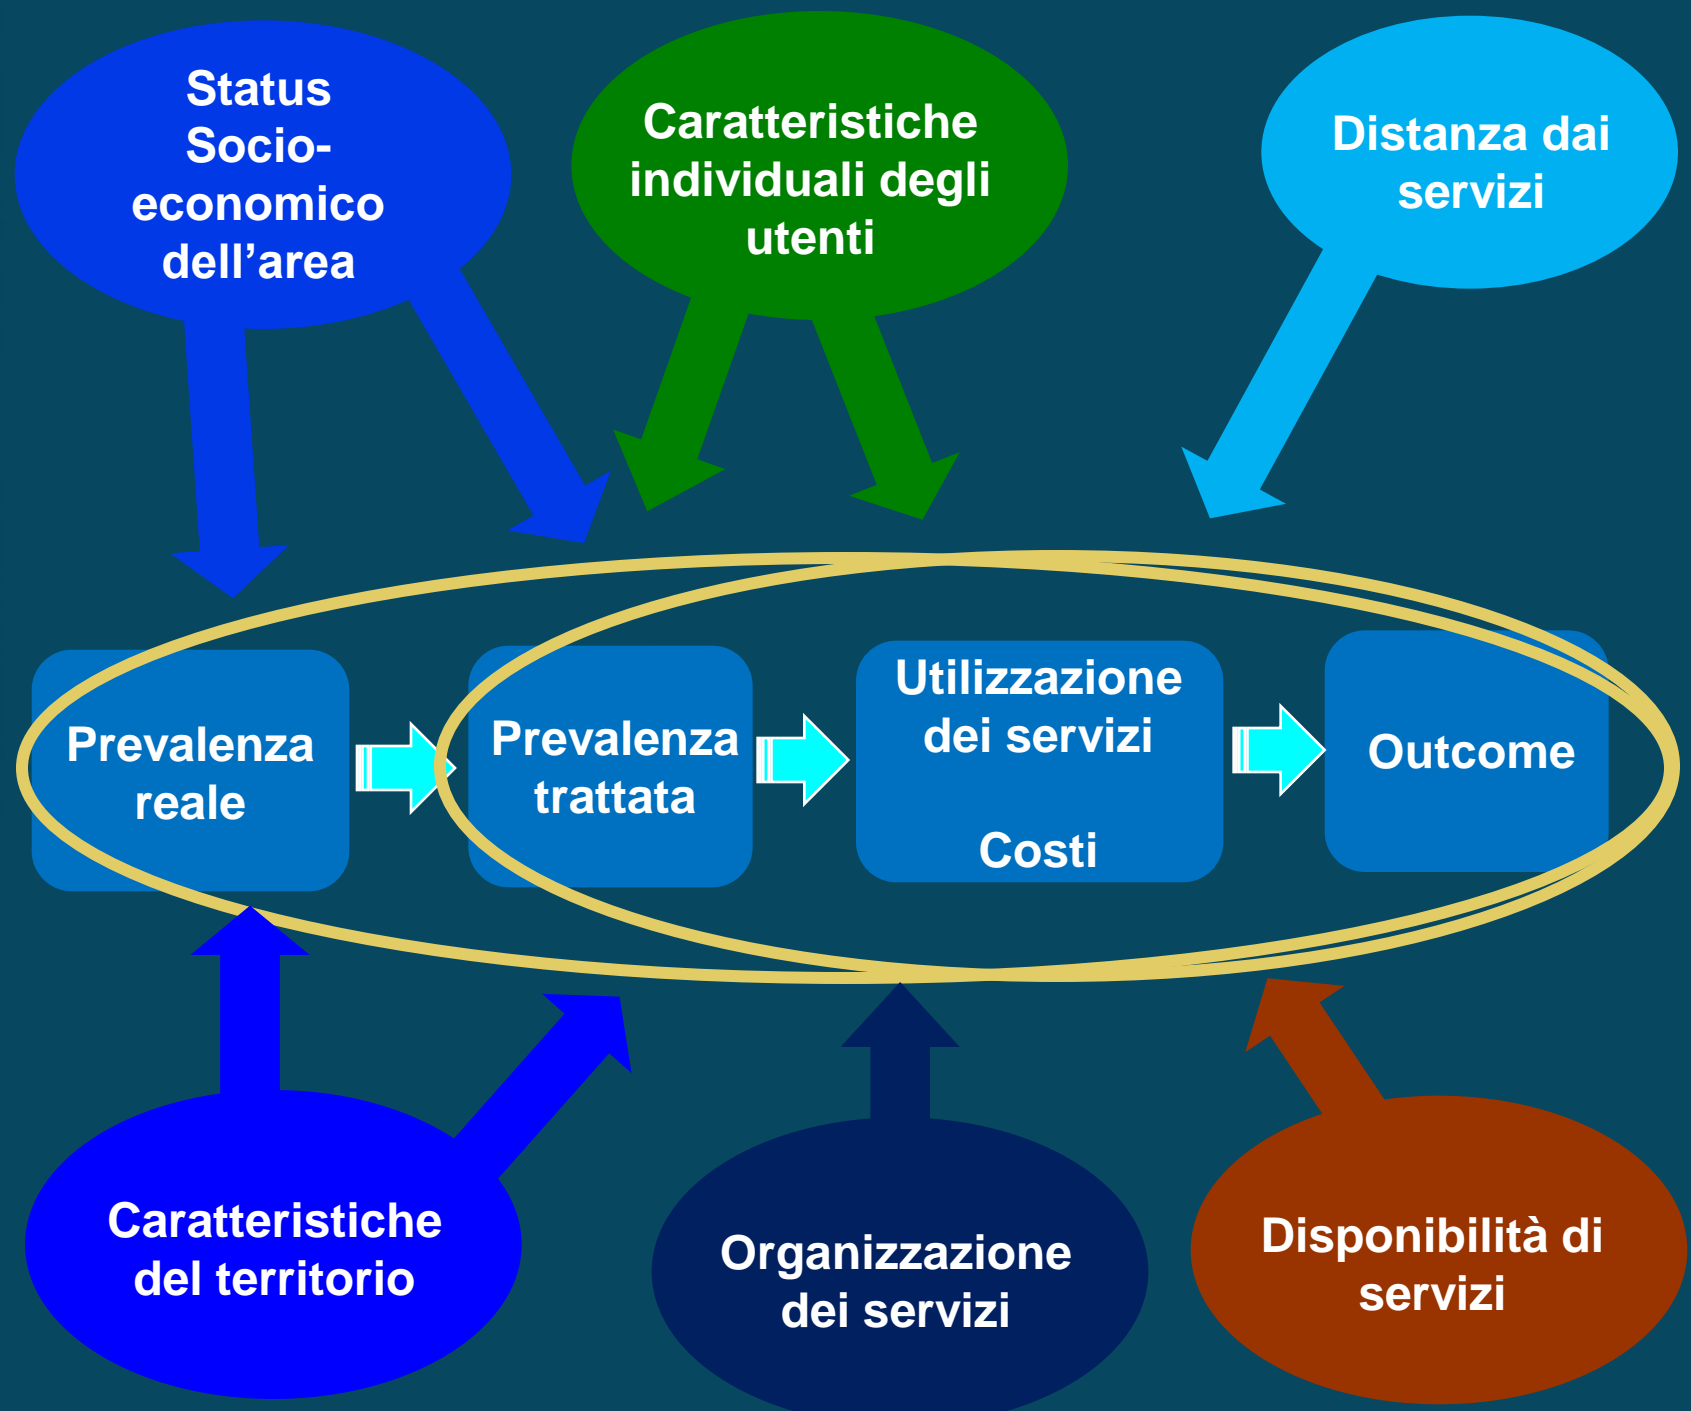 Status
Socio-
economico
dell’area
Caratteristiche
individuali degli
utenti
Distanza dai
servizi
Prevalenza
reale
Prevalenza
trattata
Utilizzazione
dei servizi
Costi
Outcome
Caratteristiche
del territorio
Organizzazione
dei servizi
Disponibilità di
servizi